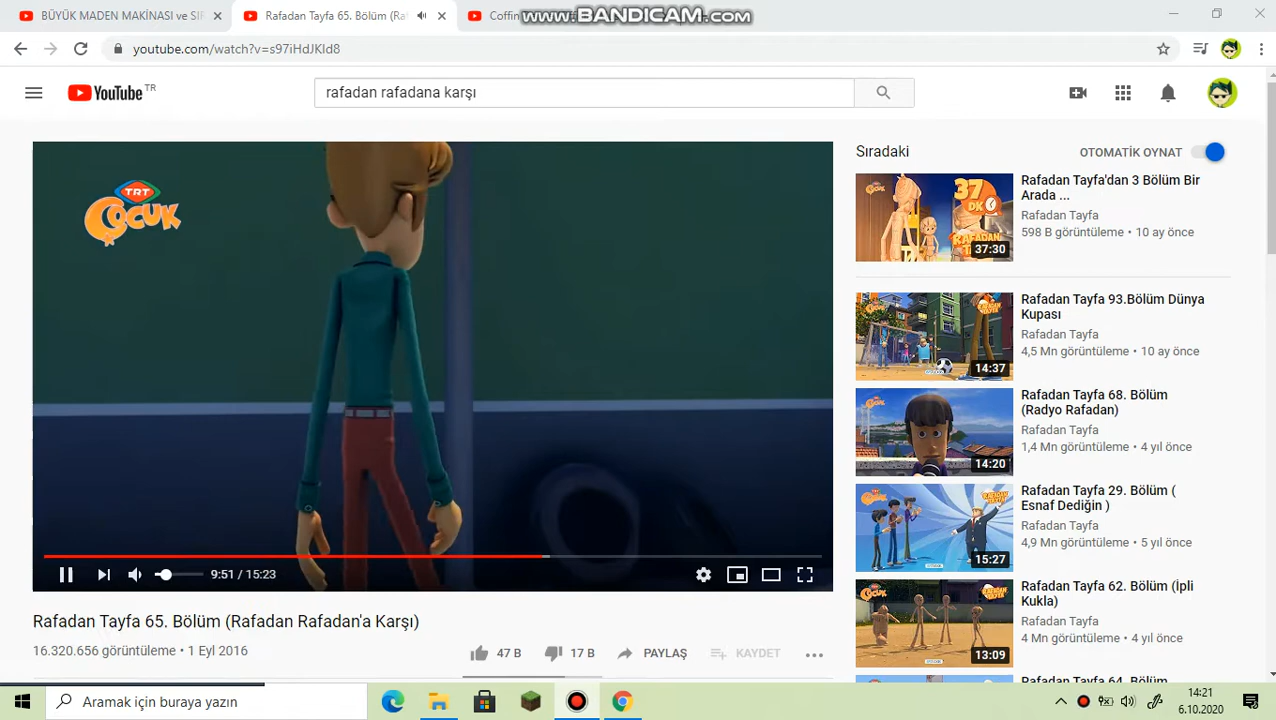 BÜYÜK MADEN MAKİNASI ve SIR
Rafadan Tayfa 65. Bölüm (Raf
Coffin
www.BANDICAM.com
youtube.com/watch?v=s97iHdJKId8
YouTube TR
rafadan rafadana karşı
TRT
ÇOCUK
9:51 / 15:23
Rafadan Tayfa 65. Bölüm (Rafadan Rafadan'a Karşı)
16.320.656 görüntüleme • 1 Eyl 2016
47 B
17 B
PAYLAŞ
KAYDET
Sıradaki
OTOMATİK OYNAT
37 DK
37:30
Rafadan Tayfa'dan 3 Bölüm Bir
Arada ...
Rafadan Tayfa
598 B görüntüleme • 10 ay önce
14:37
Rafadan Tayfa 93.Bölüm Dünya
Kupası
Rafadan Tayfa
4,5 Mn görüntüleme • 10 ay önce
14:20
Rafadan Tayfa 68. Bölüm
(Radyo Rafadan)
Rafadan Tayfa
1,4 Mn görüntüleme • 4 yıl önce
15:27
Rafadan Tayfa 29. Bölüm (
Esnaf Dediğin )
Rafadan Tayfa
4,9 Mn görüntüleme • 5 yıl önce
13:09
Rafadan Tayfa 62. Bölüm (İpli
Kukla)
Rafadan Tayfa
4 Mn görüntüleme • 4 yıl önce
Rafadan Tayfa 64. Bölüm
Aramak için buraya yazın
14:21
6.10.2020